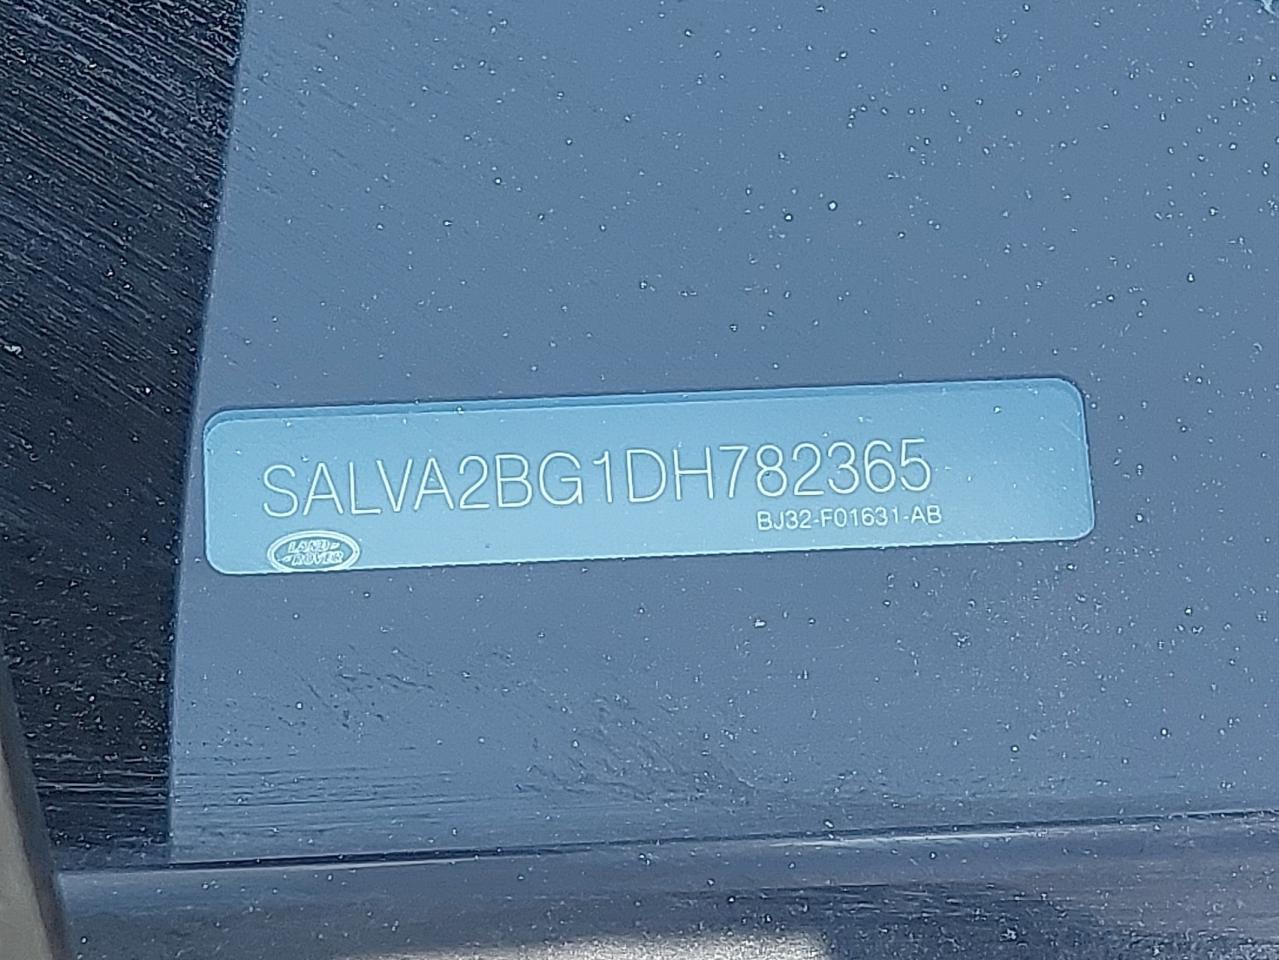 SALVA2BG1DH782365
BJ32-F01631-AB
LAND-
-ROVER